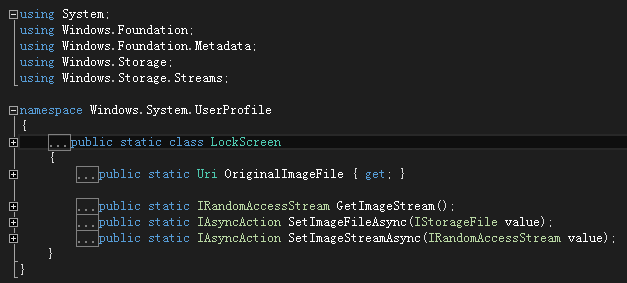 using System;
using Windows.Foundation;
using Windows.Foundation.Metadata;
using Windows.Storage;
using Windows.Storage.Streams;
namespace Windows.System.UserProfile
{
...public static class LockScreen
{
...public static Uri OriginalImageFile { get; }
...public static IRandomAccessStream GetImageStream();
...public static IAsyncAction SetImageFileAsync(IStorageFile value);
...public static IAsyncAction SetImageStreamAsync(IRandomAccessStream value);
}
}